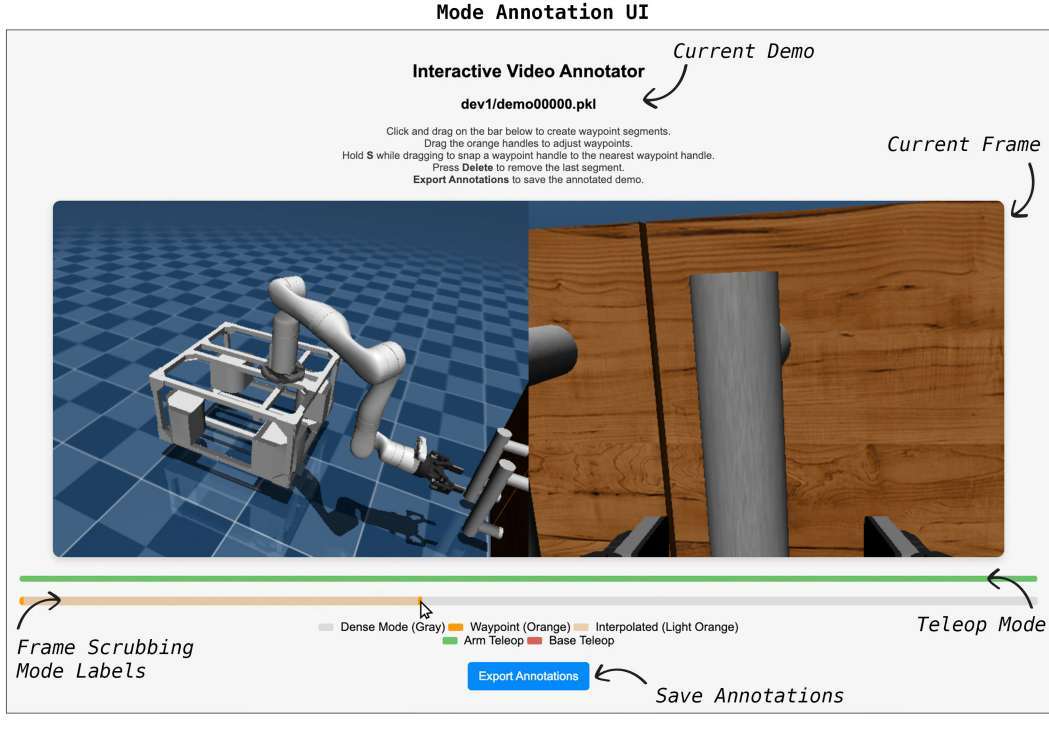 Mode Annotation UI
Current Demo
Interactive Video Annotator
dev1/demo00000.pkl
Click and drag on the bar below to create waypoint segments.
Drag the orange handles to adjust waypoints.
Hold S while dragging to snap a waypoint handle to the nearest waypoint handle.
Press Delete to remove the last segment.
Export Annotations to save the annotated demo.
Current Frame
Dense Mode (Gray) Waypoint (Orange) Interpolated (Light Orange)
Arm Teleop Base Teleop
Teleop Mode
Frame Scrubbing
Mode Labels
Export Annotations
Save Annotations